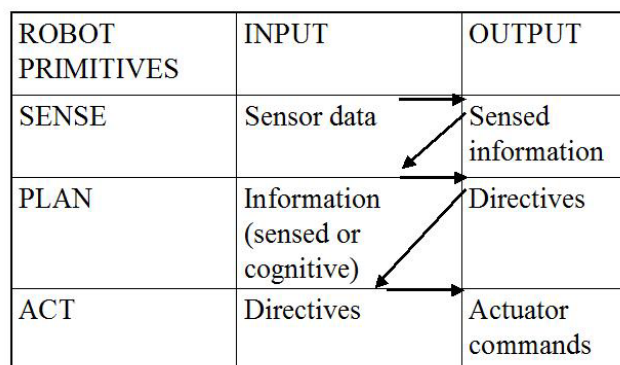 ROBOT PRIMITIVES INPUT OUTPUT
SENSE Sensor data Sensed information
PLAN Information (sensed or cognitive) Directives
ACT Directives Actuator commands